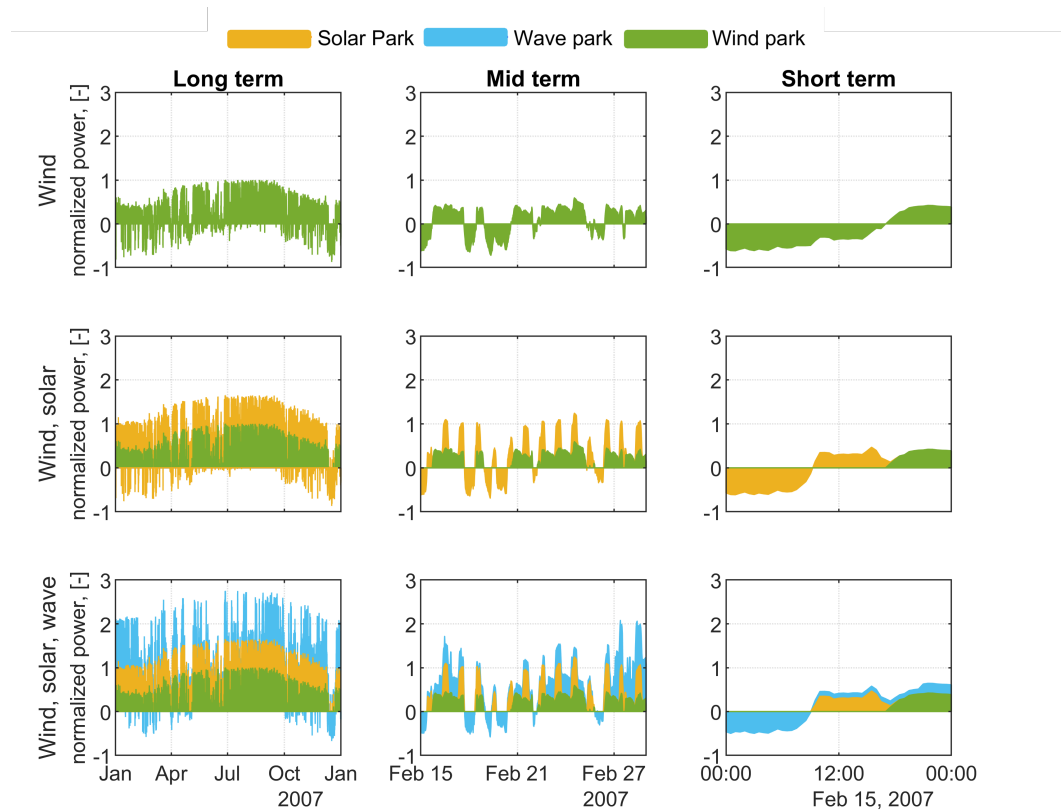 Solar Park Wave park Wind park
Long term Mid term Short term
Wind
normalized power, [-]
3 3 3
2 2 2
1 1 1
0 0 0
-1 -1 -1
Wind, solar
normalized power, [-]
3 3 3
2 2 2
1 1 1
0 0 0
-1 -1 -1
Wind, solar, wave
normalized power, [-]
3 3 3
2 2 2
1 1 1
0 0 0
-1 -1 -1
Jan Apr Jul Oct Jan Feb 15 Feb 21 Feb 27 00:00 12:00 00:00
2007 2007 Feb 15, 2007